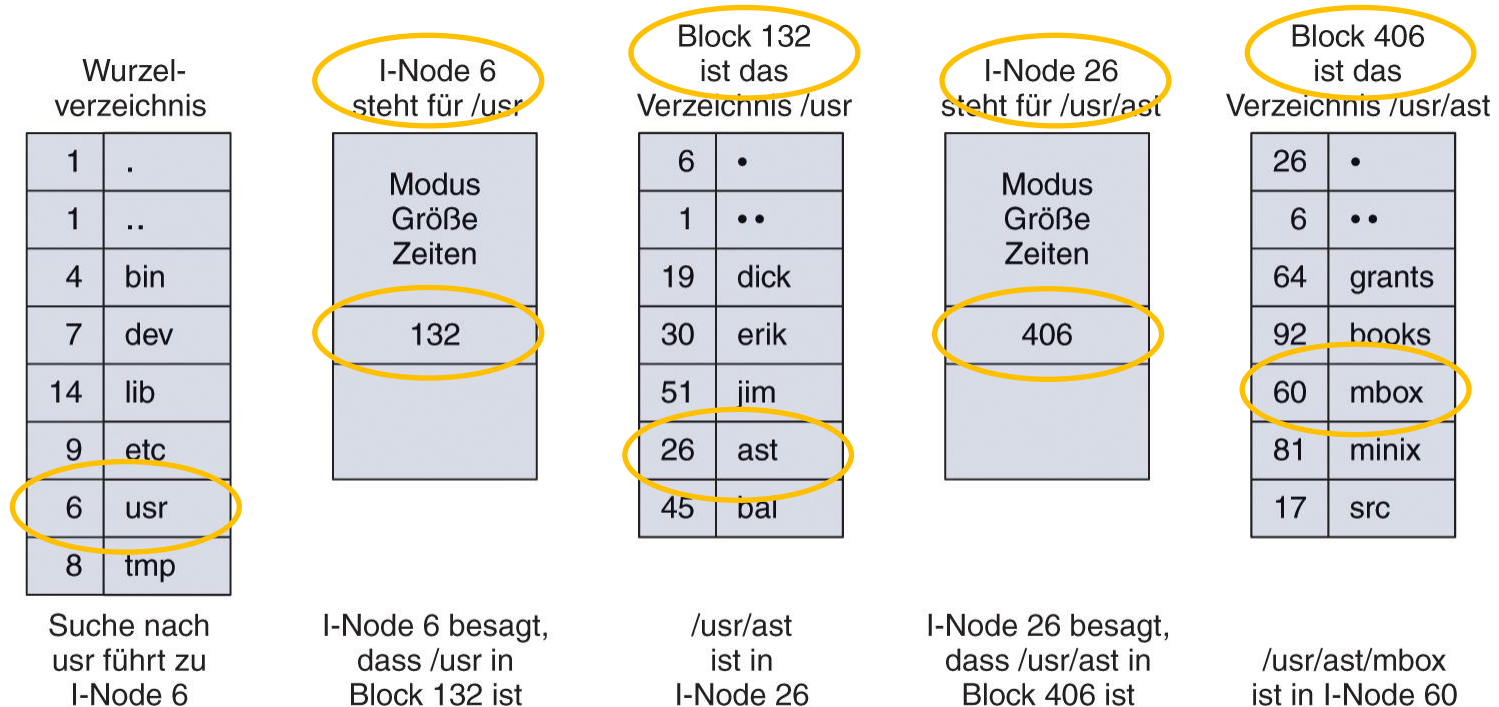 Wurzel-
verzeichnis
1 .
1 ..
4 bin
7 dev
14 lib
9 etc
6 usr
8 tmp
Suche nach
usr führt zu
I-Node 6
I-Node 6
steht für /usr
Modus
Größe
Zeiten
132
I-Node 6 besagt,
dass /usr in
Block 132 ist
Block 132
ist das
Verzeichnis /usr
6 •
1 ••
19 dick
30 erik
51 jim
26 ast
45 bal
/usr/ast
ist in
I-Node 26
I-Node 26
steht für /usr/ast
Modus
Größe
Zeiten
406
I-Node 26 besagt,
dass /usr/ast in
Block 406 ist
Block 406
ist das
Verzeichnis /usr/ast
26 •
6 ••
64 grants
92 books
60 mbox
81 minix
17 src
/usr/ast/mbox
ist in I-Node 60